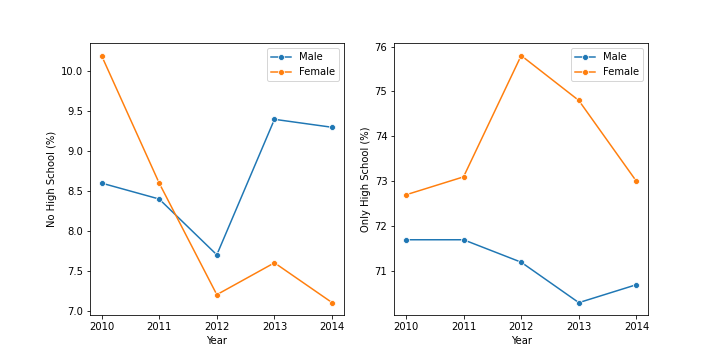 No High School (%)
10.0
9.5
9.0
8.5
8.0
7.5
7.0
2010 2011 2012 2013 2014
Year
Male
Female
Only High School (%)
76
75
74
73
72
71
2010 2011 2012 2013 2014
Year
Male
Female